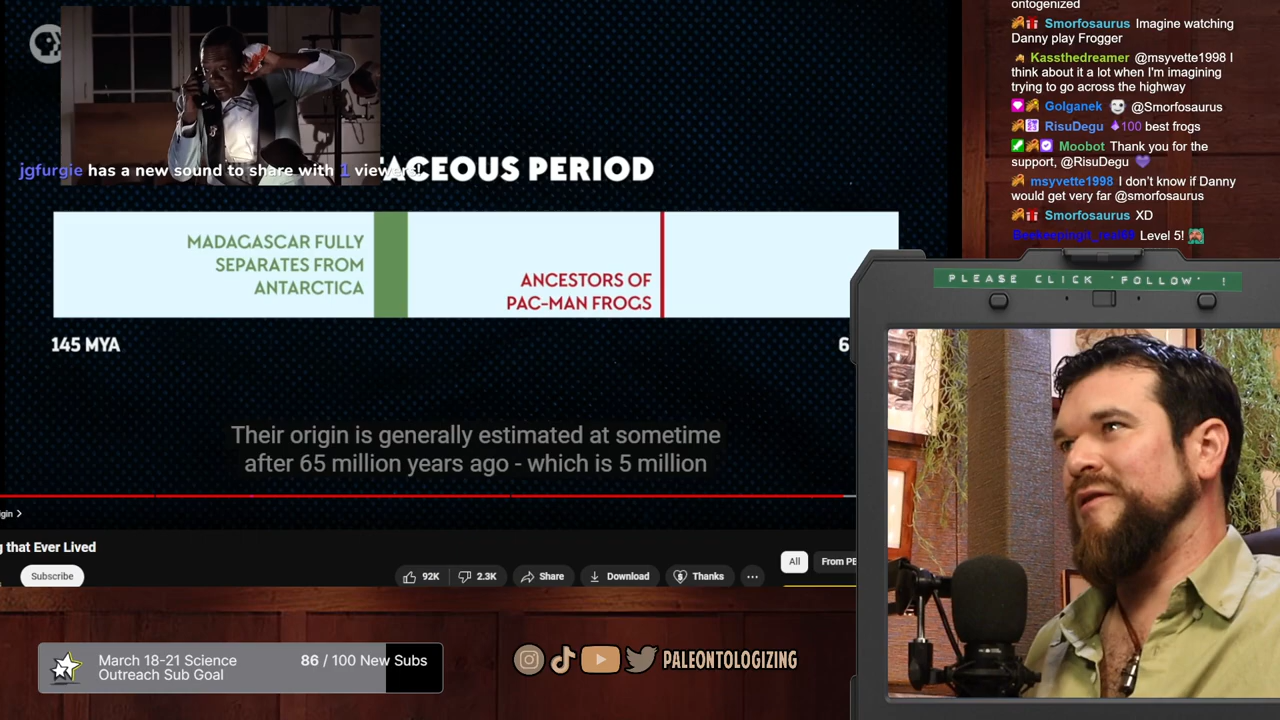 ontogenized
Smorfosaurus Imagine watching
Danny play Frogger
Kassthedreamer @msyvette1998 I
think about it a lot when I'm imagining
trying to go across the highway
Golganek @Smorfosaurus
RisuDegu 100 best frogs
Moobot Thank you for the
support, @RisuDegu
msyvette1998 I don't know if Danny
would get very far @smorfosaurus
Smorfosaurus XD
Level 5!
jgfurgie has a new sound to share with 1 viewers!
ACEOUS PERIOD
MADAGASCAR FULLY
SEPARATES FROM
ANTARCTICA
ANCESTORS OF
PAC-MAN FROGS
145 MYA
6
Their origin is generally estimated at sometime
after 65 million years ago - which is 5 million
PLEASE CLICK 'FOLLOW' !
igin >
g that Ever Lived
Subscribe
92K
2.3K
Share
Download
Thanks
...
All
From PB
March 18-21 Science
Outreach Sub Goal
86 / 100 New Subs
PALEONTOLOGIZING